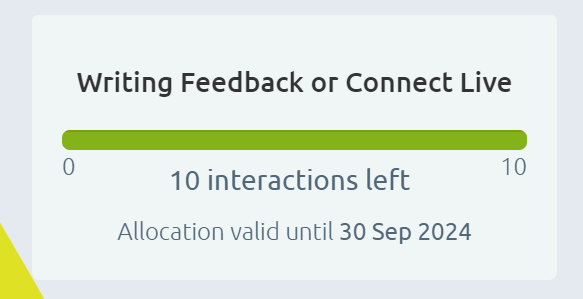 Writing Feedback or Connect Live
0 10
10 interactions left
Allocation valid until 30 Sep 2024